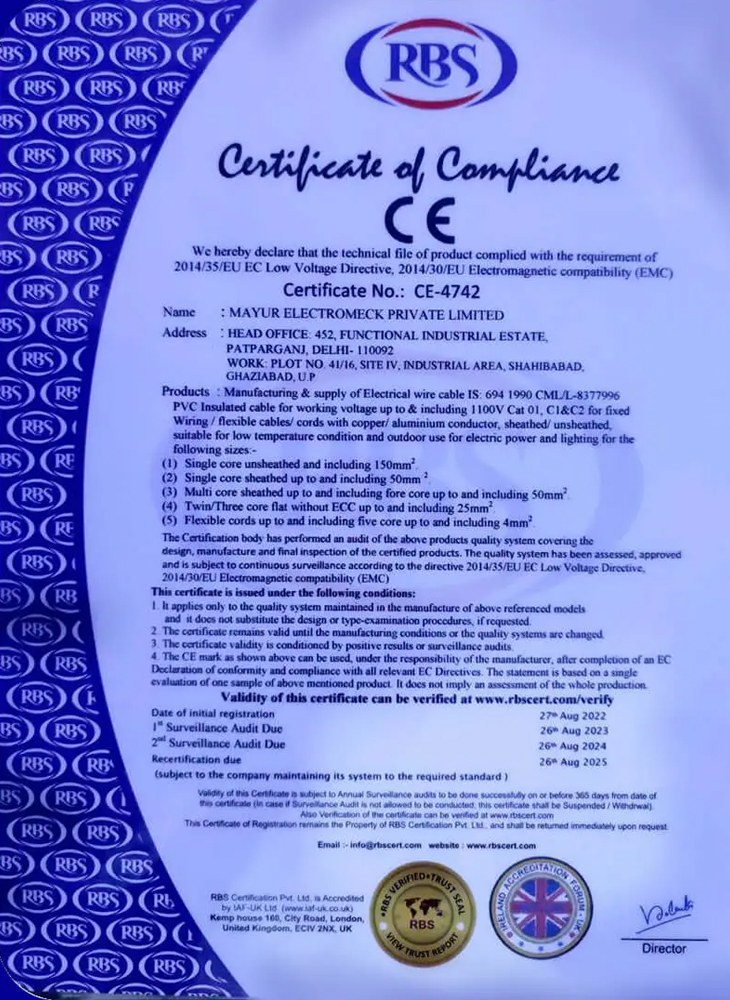 RBS
Certificate of Compliance
CE
We hereby declare that the technical file of product complied with the requirement of
2014/35/EU EC Low Voltage Directive, 2014/30/EU Electromagnetic compatibility (EMC)
Certificate No.: CE-4742
Name : MAYUR ELECTROMECK PRIVATE LIMITED
Address : HEAD OFFICE: 452, FUNCTIONAL INDUSTRIAL ESTATE,
PATPARGANJ, DELHI- 110092
WORK: PLOT NO. 41/16, SITE IV, INDUSTRIAL AREA, SHAHIBABAD,
GHAZIABAD, U.P
Products : Manufacturing & supply of Electrical wire cable IS: 694 1990 CML/L-8377996
PVC Insulated cable for working voltage up to & including 1100V Cat 01, C1&C2 for fixed
Wiring / flexible cables/ cords with copper/ aluminium conductor, sheathed/ unsheathed,
suitable for low temperature condition and outdoor use for electric power and lighting for the
following sizes:-
(1) Single core unsheathed and including 150mm²
(2) Single core sheathed up to and including 50mm ²
(3) Multi core sheathed up to and including fore core up to and including 50mm²
(4) Twin/Three core flat without ECC up to and including 25mm²
(5) Flexible cords up to and including five core up to and including 4mm²
The Certification body has performed an audit of the above products quality system covering the
design, manufacture and final inspection of the certified products. The quality system has been assessed, approved
and is subject to continuous surveillance according to the directive 2014/35/EU EC Low Voltage Directive,
2014/30/EU Electromagnetic compatibility (EMC)
This certificate is issued under the following conditions:
1. It applies only to the quality system maintained in the manufacture of above referenced models
and it does not substitute the design or type-examination procedures, if requested.
2. The certificate remains valid until the manufacturing conditions or the quality systems are changed.
3. The certificate validity is conditioned by positive results or surveillance audits.
4. The CE mark as shown above can be used, under the responsibility of the manufacturer, after completion of an EC
Declaration of conformity and compliance with all relevant EC Directives. The statement is based on a single
evaluation of one sample of above mentioned product. It does not imply an assessment of the whole production.
Validity of this certificate can be verified at www.rbscert.com/verify
Date of initial registration 27th Aug 2022
1st Surveillance Audit Due 26th Aug 2023
2nd Surveillance Audit Due 26th Aug 2024
Recertification due 26th Aug 2025
(subject to the company maintaining its system to the required standard )
Validity of this Certificate is subject to Annual Surveillance audits to be done successfully on or before 365 days from date of
this certificate (In case if Surveillance Audit is not allowed to be conducted, this certificate shall be Suspended / Withdrwal).
Also Verification of the certificate can be verified at www.rbscert.com
This Certificate of Registration remains the Property of RBS Certification Pvt. Ltd., and shall be returned immediately upon request.
Email :- info@rbscert.com website : www.rbscert.com
RBS Certification Pvt. Ltd. is Accredited
by IAF-UK Ltd (www.iaf-uk.co.uk)
Kemp house 160, City Road, London,
United Kingdom, ECIV 2NX, UK
RBS VERIFIED TRUST SEAL
RBS
VIEW TRUST REPORT
IRELAND ACCREDITATION FORUM - UK
Director